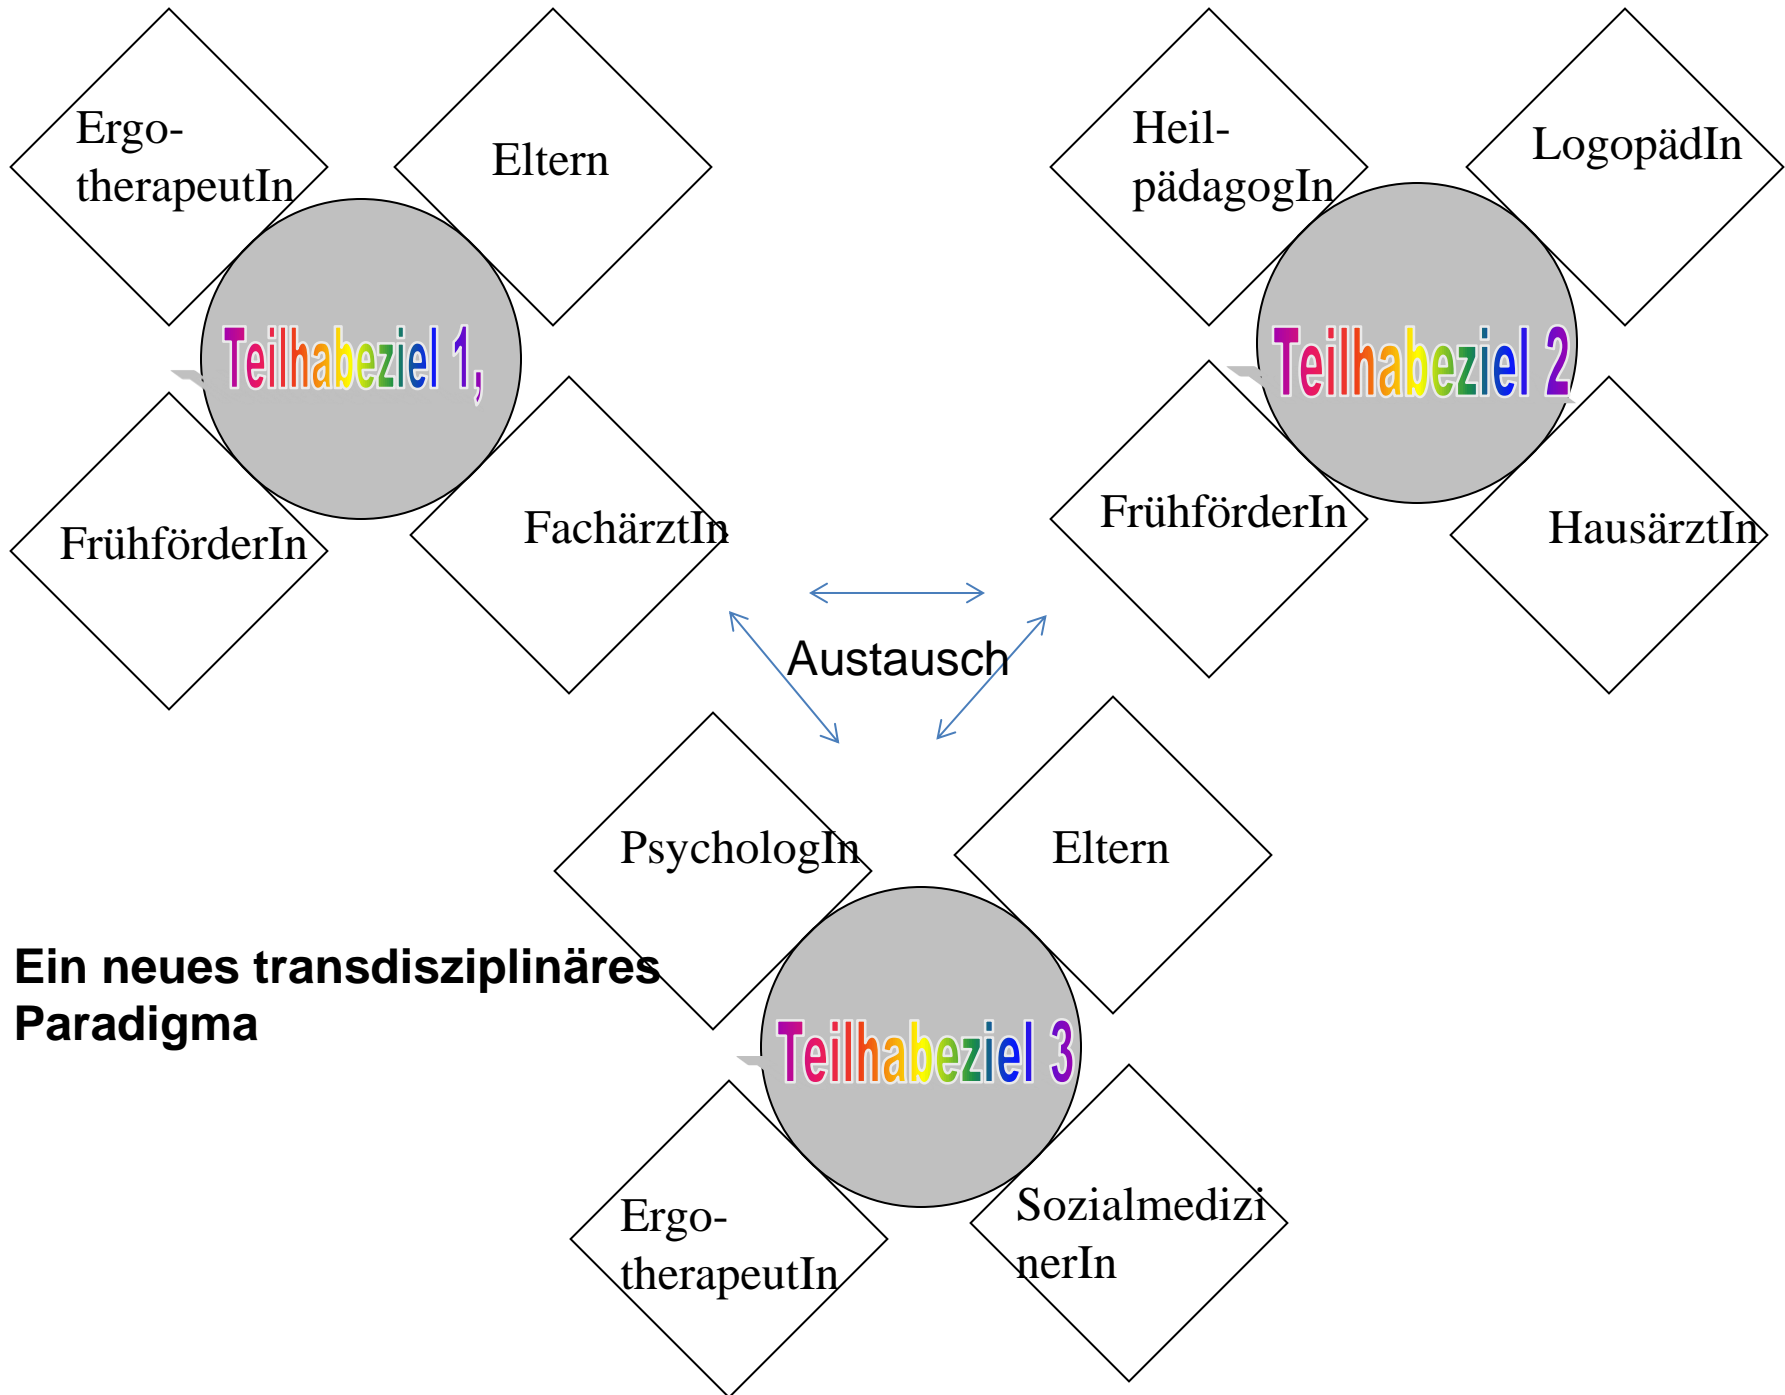 Ergo-
therapeutIn
Eltern
Teilhabeziel 1,
FrühförderIn
FachärztIn
Heil-
pädagogIn
LogopädIn
Teilhabeziel 2
FrühförderIn
HausärztIn
Austausch
PsychologIn
Eltern
Ein neues transdisziplinäres
Paradigma
Teilhabeziel 3
Ergo-
therapeutIn
Sozialmedizi
nerIn